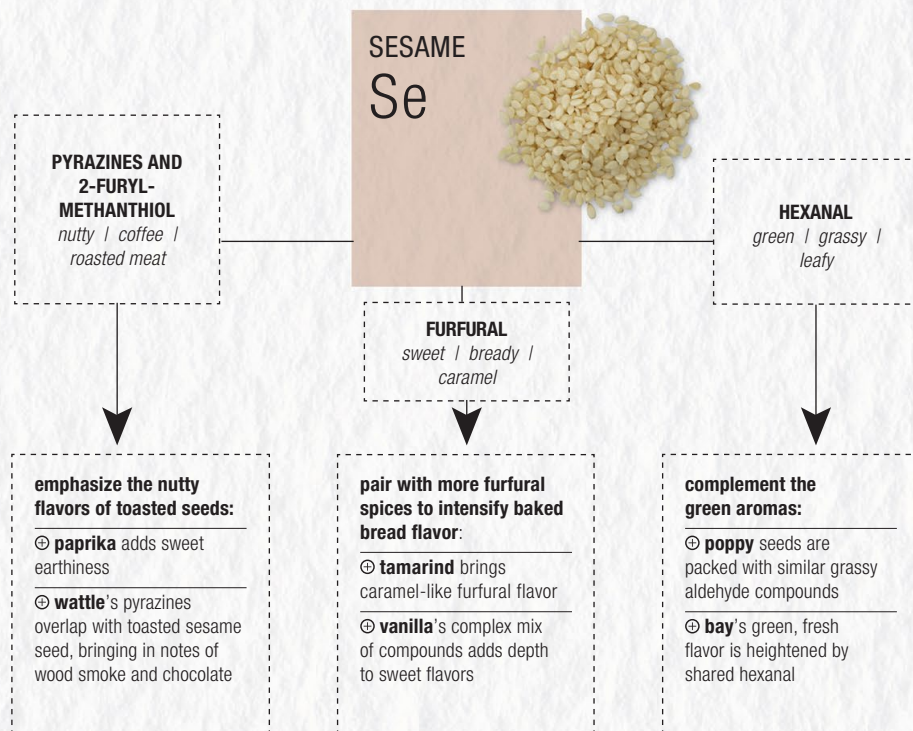 SESAME
Se
PYRAZINES AND
2-FURYL-
METHANTHIOL
nutty | coffee |
roasted meat
FURFURAL
sweet | bready |
caramel
HEXANAL
green | grassy |
leafy
emphasize the nutty
flavors of toasted seeds:
⊕ paprika adds sweet
earthiness
⊕ wattle's pyrazines
overlap with toasted sesame
seed, bringing in notes of
wood smoke and chocolate
pair with more furfural
spices to intensify baked
bread flavor:
⊕ tamarind brings
caramel-like furfural flavor
⊕ vanilla's complex mix
of compounds adds depth
to sweet flavors
complement the
green aromas:
⊕ poppy seeds are
packed with similar grassy
aldehyde compounds
⊕ bay's green, fresh
flavor is heightened by
shared hexanal